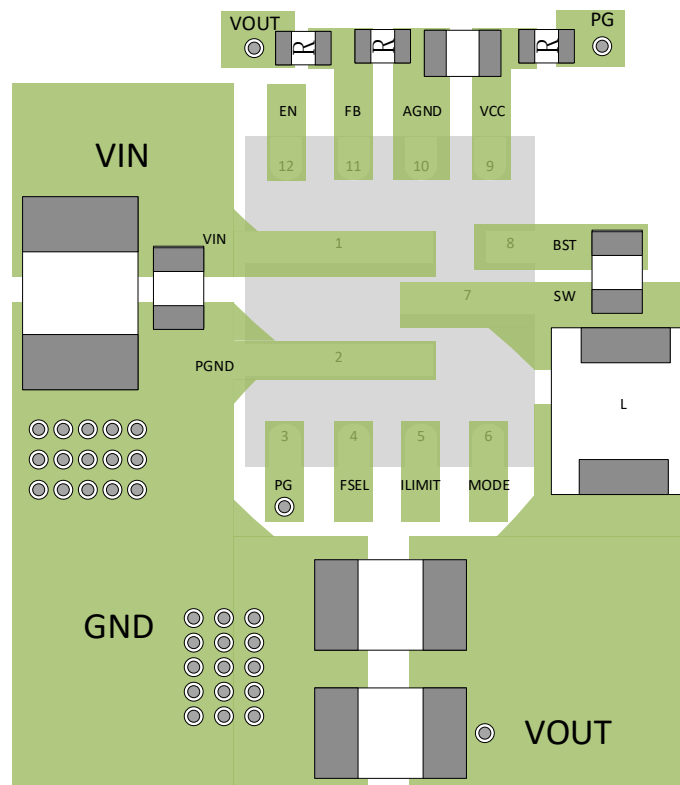 VOUT
PG
R
R
R
EN
FB
AGND
VCC
VIN
12
11
10
9
VIN
1
8
BST
7
SW
PGND
2
L
3
4
5
6
PG
FSEL
ILIMIT
MODE
GND
VOUT